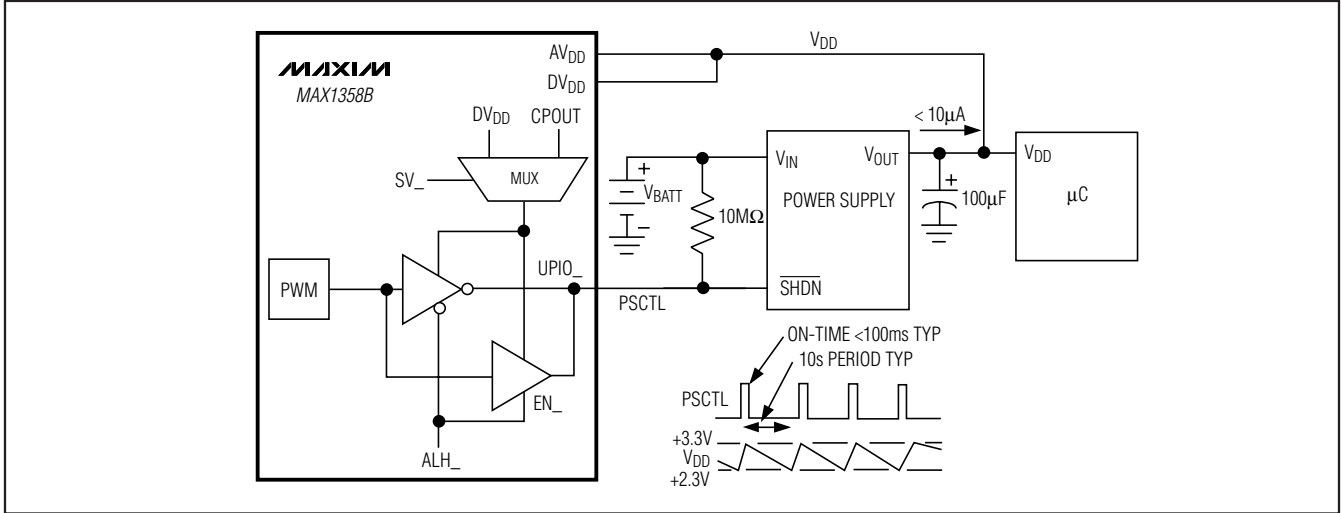 MAXIM
MAX1358B
AVDD
DVDD
VDD
DVDD CPOUT
SV_
MUX
PWM
UPIO_
EN_
ALH_
PSCTL
+
VBATT
−
10MΩ
VIN
VOUT
POWER SUPPLY
SHDN
< 10μA
+
100μF
VDD
μC
ON-TIME <100ms TYP
10s PERIOD TYP
PSCTL
+3.3V
VDD
+2.3V